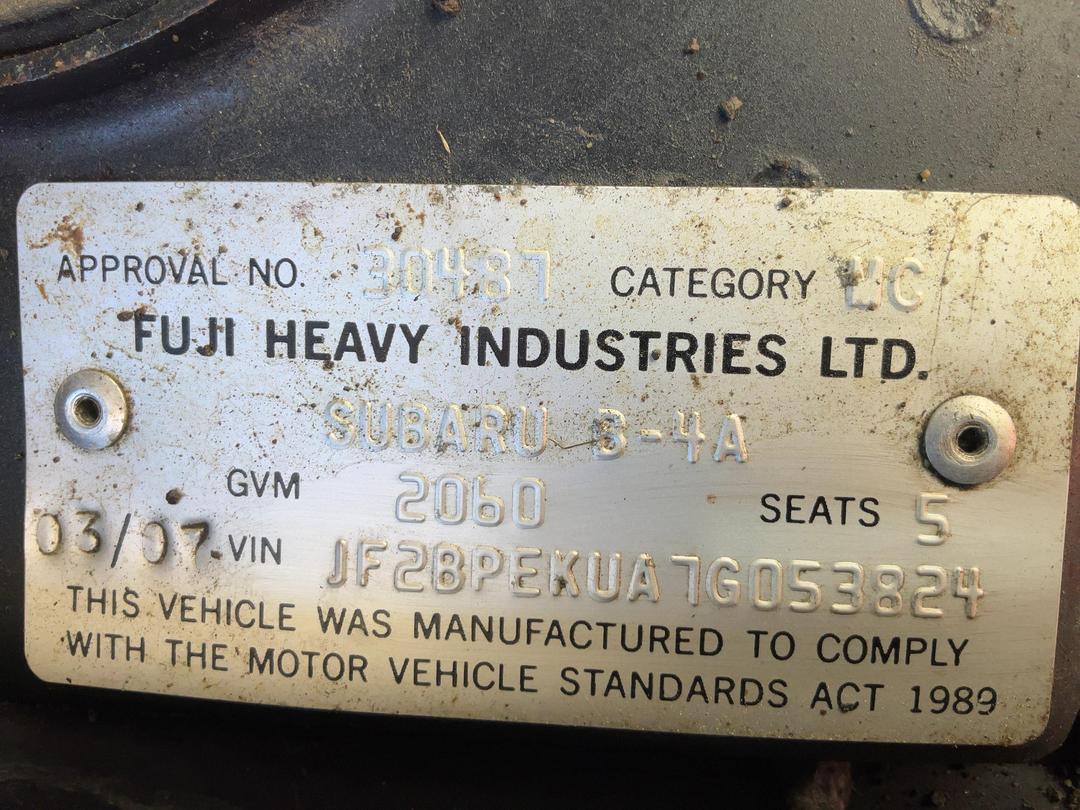 APPROVAL NO. 30487 CATEGORY MC
FUJI HEAVY INDUSTRIES LTD.
SUBARU B-4A
GVM 2060 SEATS 5
03/07 VIN JF2BPEKUA7G053824
THIS VEHICLE WAS MANUFACTURED TO COMPLY
WITH THE MOTOR VEHICLE STANDARDS ACT 1989